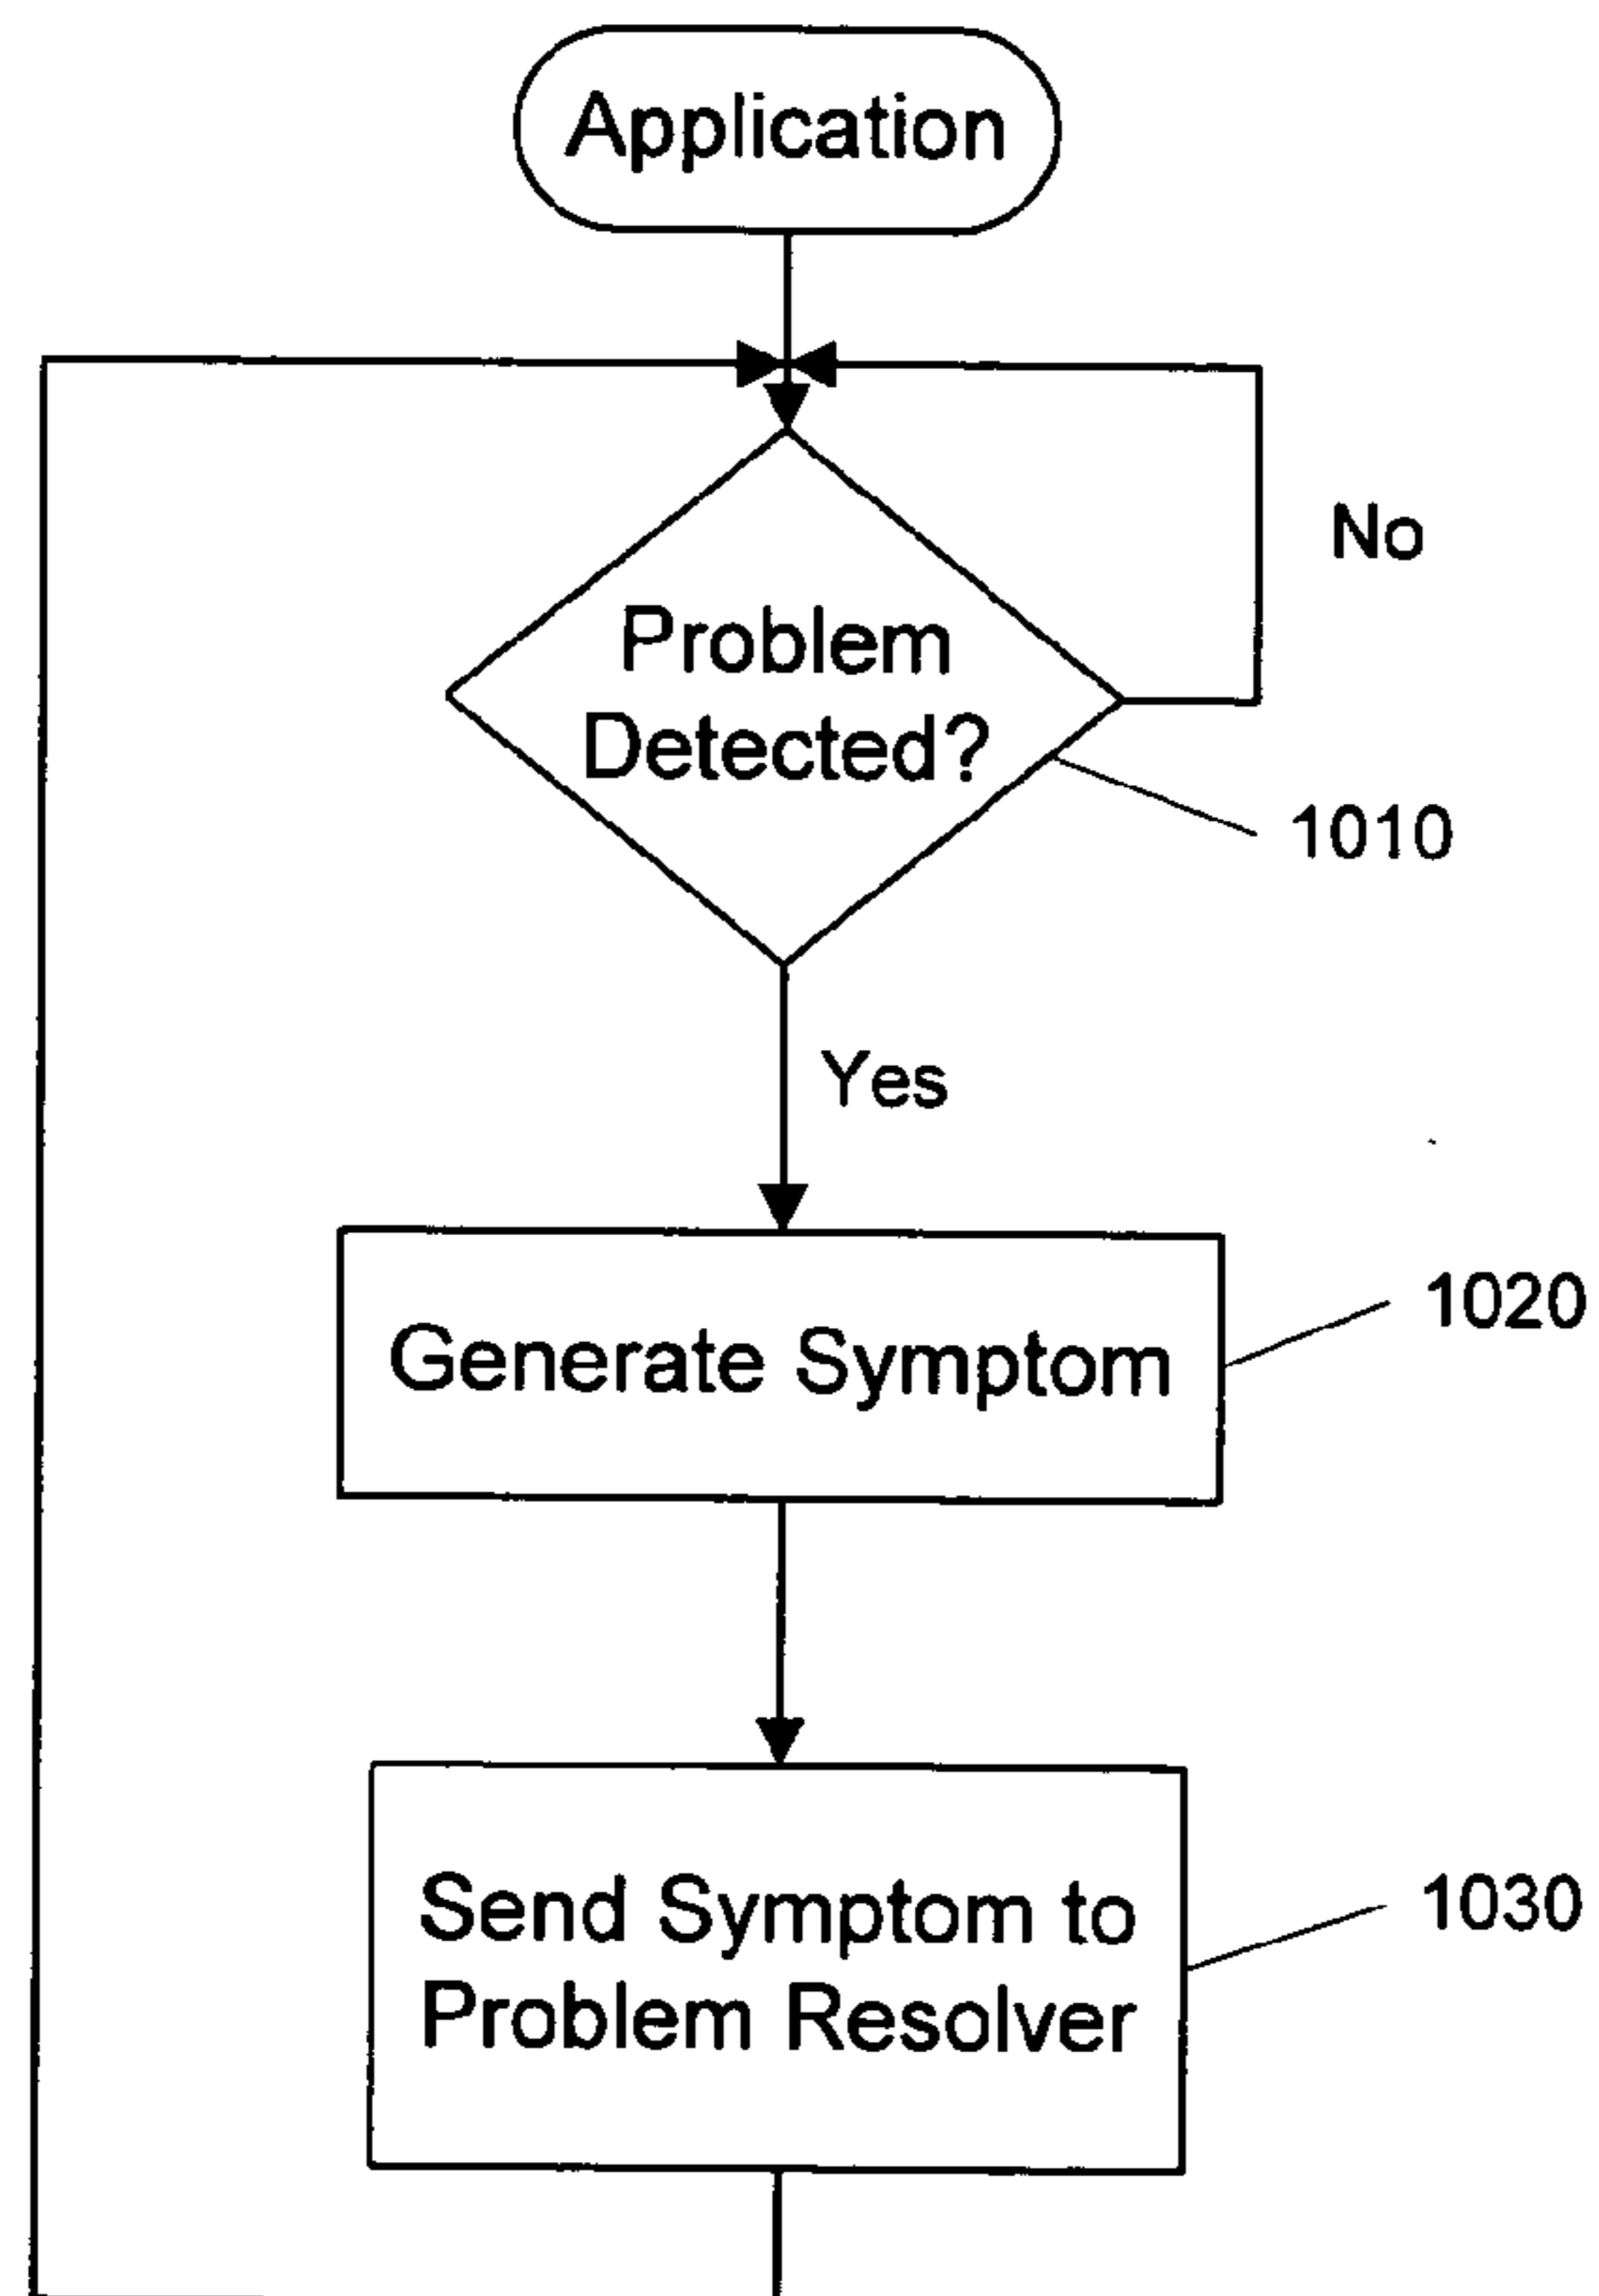 Application
No
Problem
Detected?
1010
Yes
1020
Generate Symptom
1030
Send Symptom to
Problem Resolver